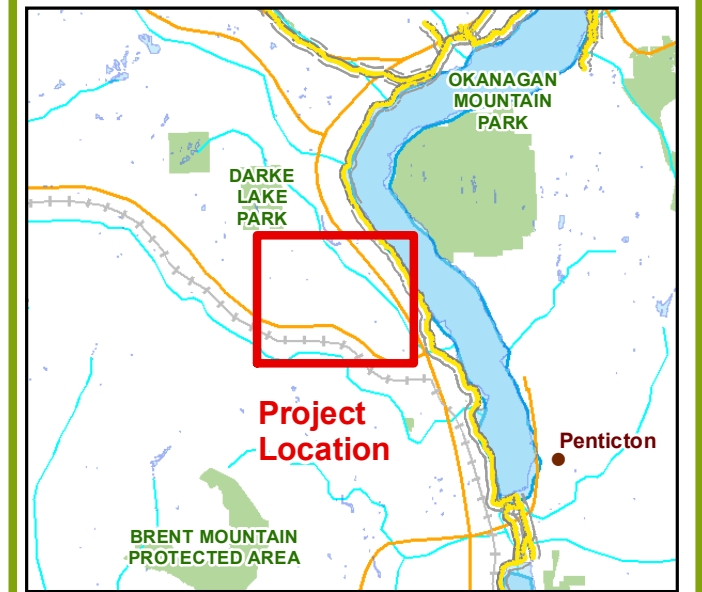 OKANAGAN
MOUNTAIN
PARK
DARKE
LAKE
PARK
Project
Location
Penticton
BRENT MOUNTAIN
PROTECTED AREA